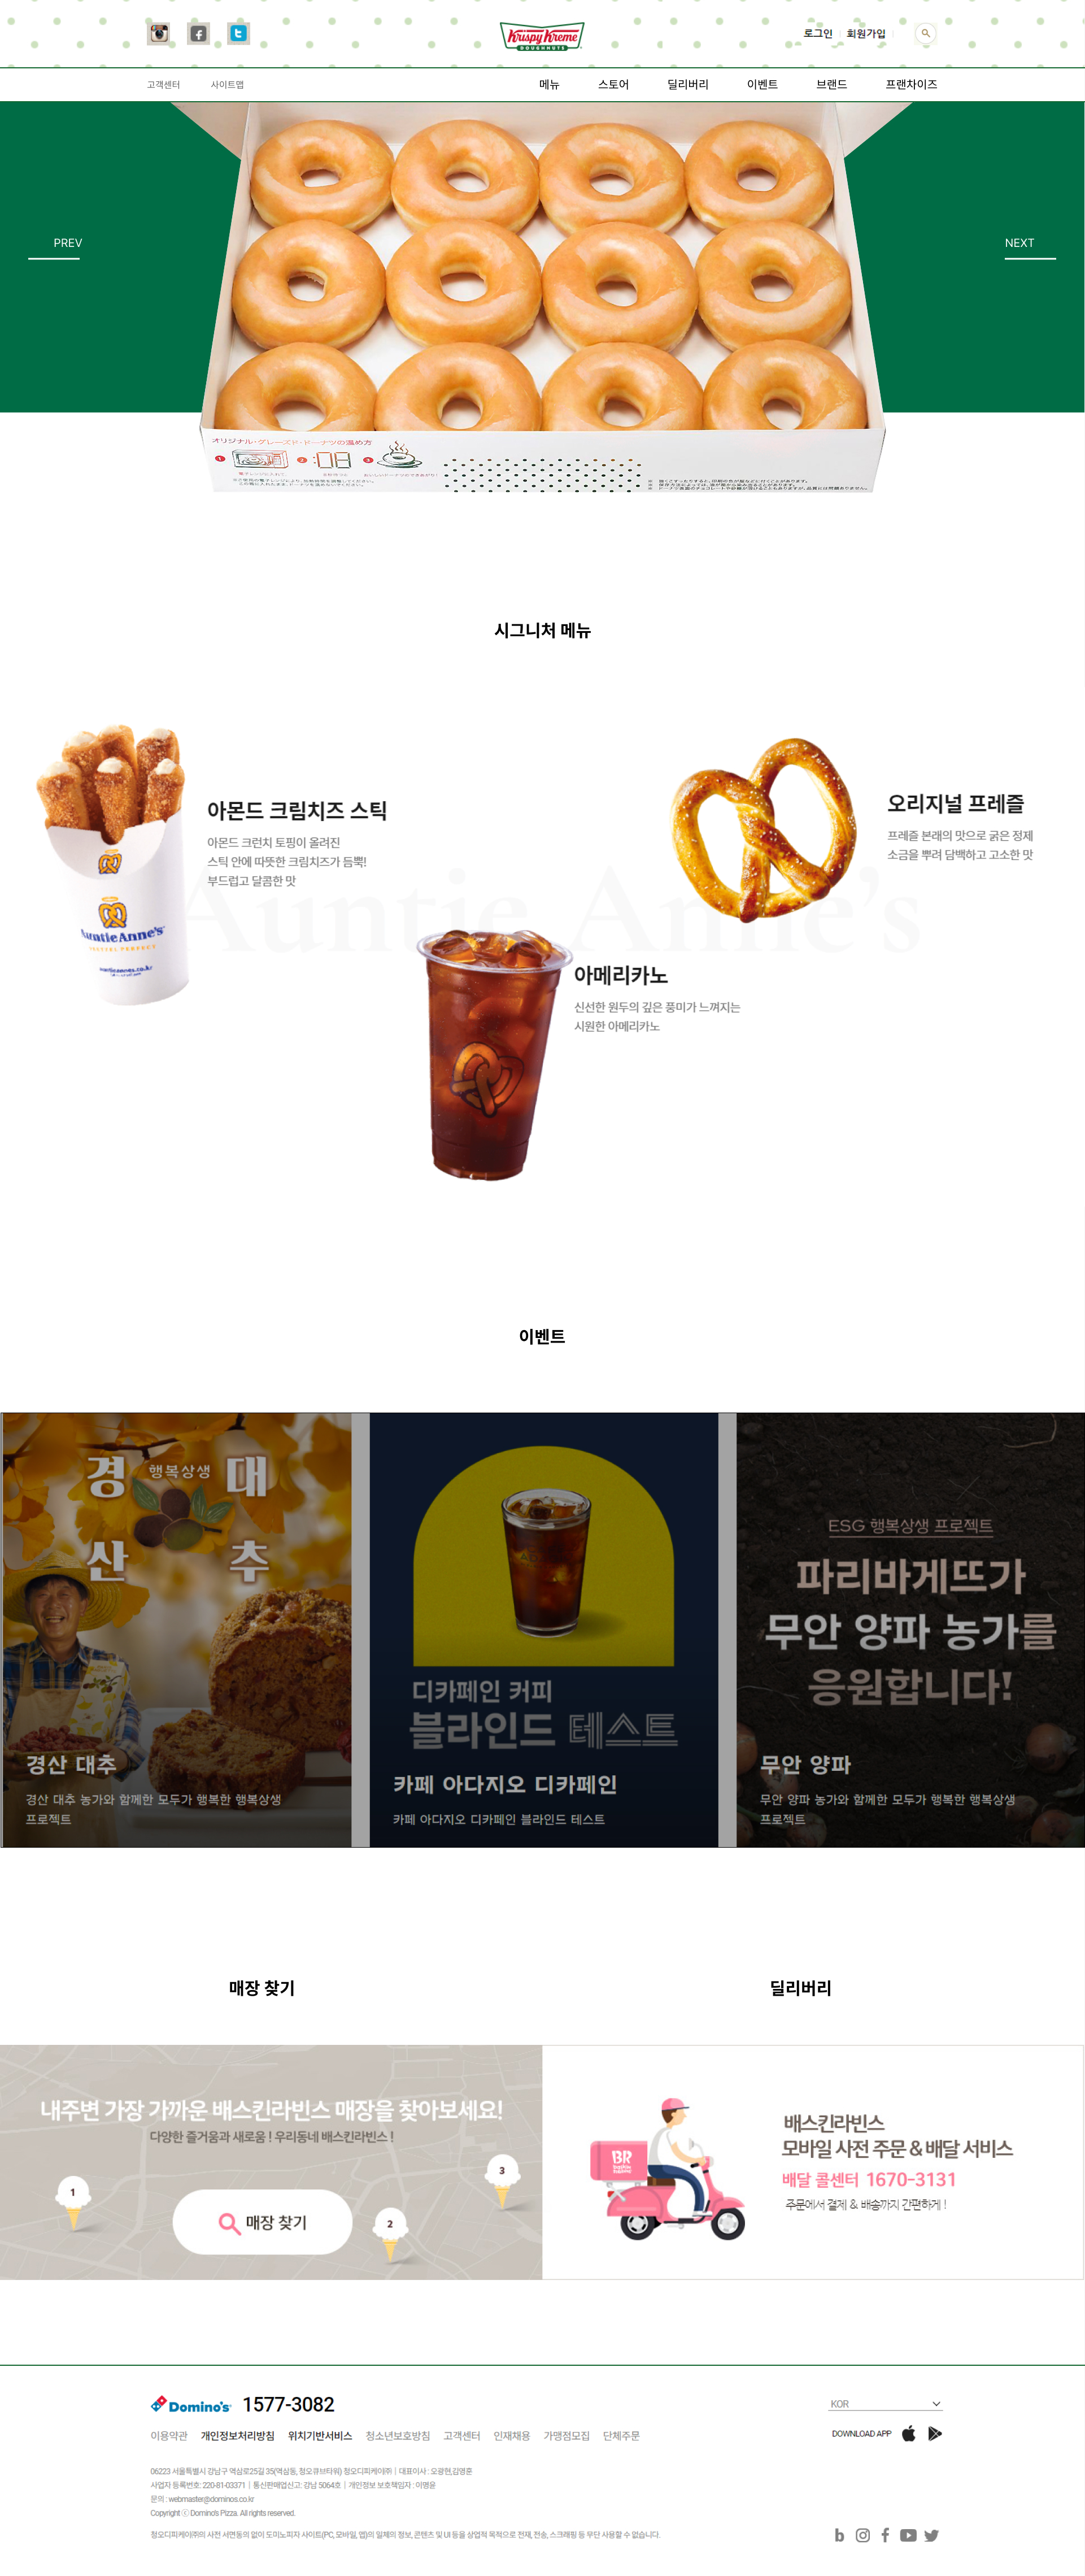 Krispy Kreme
DOUGHNUTS
로그인
회원가입
고객센터
사이트맵
메뉴
스토어
딜리버리
이벤트
브랜드
프랜차이즈
PREV
NEXT
オリジナル・グレーズド・ドーナツの温め方
1
2 :08
3
시그니처 메뉴
아몬드 크림치즈 스틱
아몬드 크런치 토핑이 올려진
스틱 안에 따뜻한 크림치즈가 듬뿍!
부드럽고 달콤한 맛
오리지널 프레즐
프레즐 본래의 맛으로 굵은 정제
소금을 뿌려 담백하고 고소한 맛
Auntie Anne's
Auntie Anne's
PRETZEL PERFECT
아메리카노
신선한 원두의 깊은 풍미가 느껴지는
시원한 아메리카노
이벤트
경산
행복상생
대추
경산 대추
경산 대추 농가와 함께한 모두가 행복한 행복상생
프로젝트
디카페인 커피
블라인드 테스트
카페 아다지오 디카페인
카페 아다지오 디카페인 블라인드 테스트
ESG 행복상생 프로젝트
파리바게뜨가
무안 양파 농가를
응원합니다!
무안 양파
무안 양파 농가와 함께한 모두가 행복한 행복상생
프로젝트
매장 찾기
딜리버리
내주변 가장 가까운 배스킨라빈스 매장을 찾아보세요!
다양한 즐거움과 새로움 ! 우리동네 배스킨라빈스 !
1
2
3
매장 찾기
BR
baskin robbins
배스킨라빈스
모바일 사전 주문 & 배달 서비스
배달 콜센터 1670-3131
주문에서 결제 & 배송까지 간편하게 !
Domino's 1577-3082
KOR
이용약관 개인정보처리방침 위치기반서비스 청소년보호방침 고객센터 인재채용 가맹점모집 단체주문
DOWNLOAD APP
06223 서울특별시 강남구 역삼로25길 35(역삼동, 청오큐브타워) 청오디피케이㈜ | 대표이사 : 오광현,김영훈
사업자 등록번호: 220-81-03371 | 통신판매업신고: 강남 5064호 | 개인정보 보호책임자 : 이명윤
문의 : webmaster@dominos.co.kr
Copyright ⓒ Domino's Pizza. All rights reserved.
청오디피케이㈜의 사전 서면동의 없이 도미노피자 사이트(PC, 모바일, 앱)의 일체의 정보, 콘텐츠 및 UI 등을 상업적 목적으로 전재, 전송, 스크래핑 등 무단 사용할 수 없습니다.